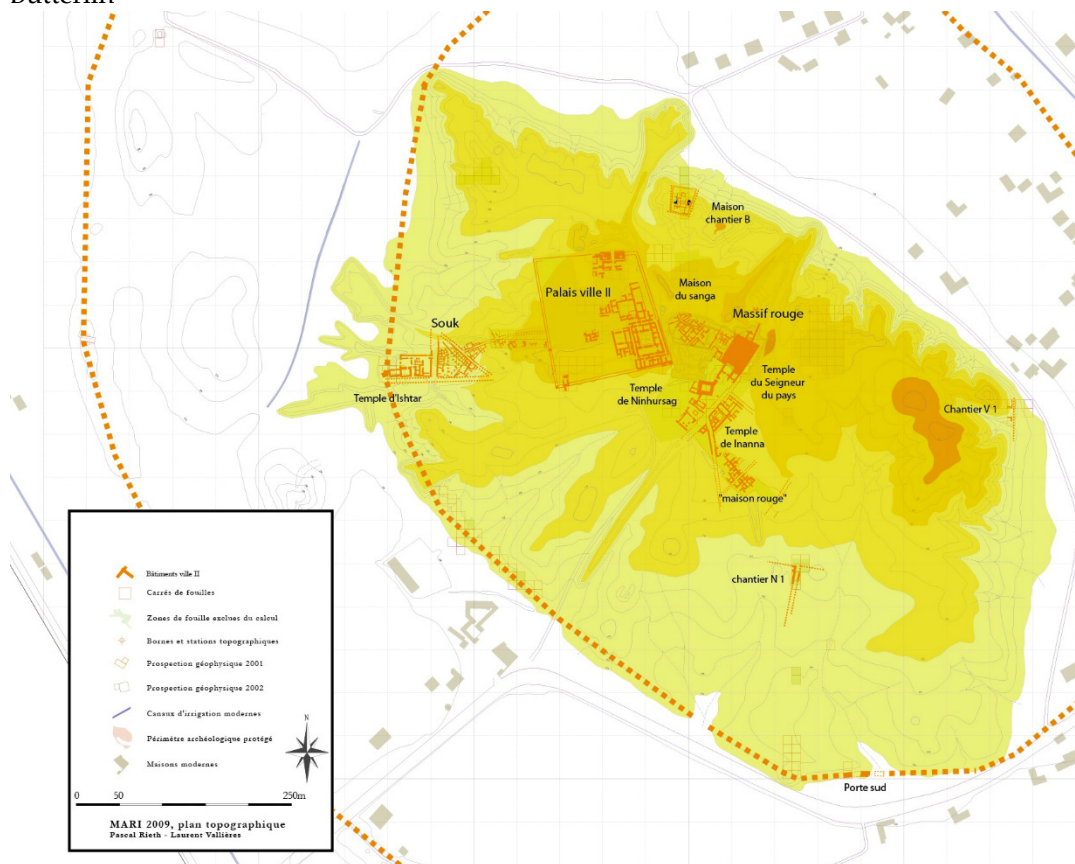 Butterlin
Maison
chantier B
Palais ville II
Maison
du sanga
Massif rouge
Souk
Temple
de Ninhursag
Temple
du Seigneur
du pays
Temple d'Ishtar
Chantier V 1
Temple
de Inanna
"maison rouge"
chantier N 1
Porte sud
Bâtiments ville II
Carrés de fouilles
Zones de fouille exclues du calcul
Bornes et stations topographiques
Prospection géophysique 2001
Prospection géophysique 2002
Canaux d'irrigation modernes
Périmètre archéologique protégé
Maisons modernes
N
0 50 250m
MARI 2009, plan topographique
Pascal Rieth - Laurent Vallières